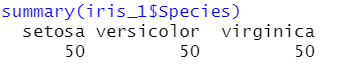 summary(iris_1$Species)
setosa versicolor virginica
50 50 50